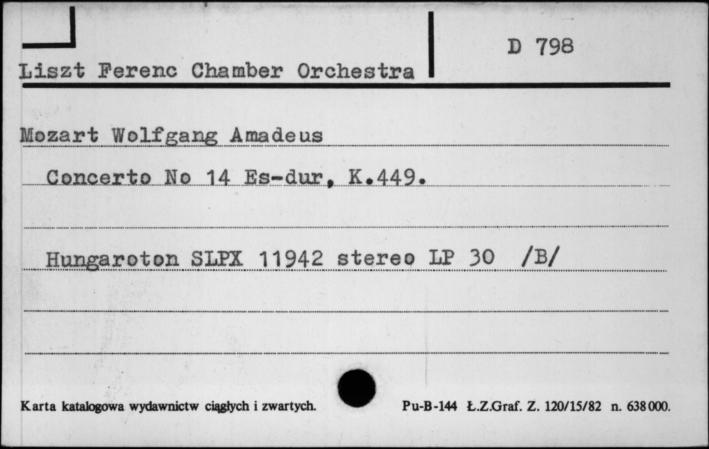 D 798
Liszt Ferenc Chamber Orchestra
Mozart Wolfgang Amadeus
Concerto No 14 Es-dur, K.449.
Hungaroton SLPX 11942 stereo LP 30 /B/
Karta katalogowa wydawnictw ciągłych i zwartych. Pu-B-144 Ł.Z.Graf. Z. 120/15/82 n. 638000.